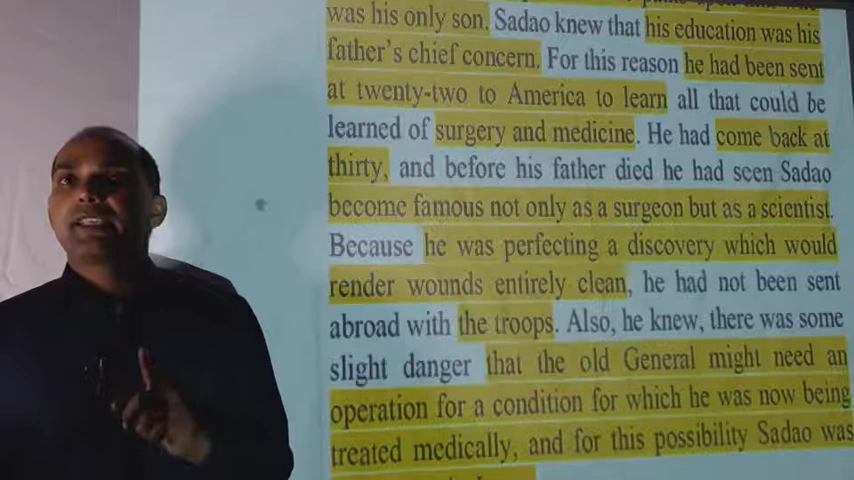 was his only son. Sadao knew that his education was his
father's chief concern. For this reason he had been sent
at twenty-two to America to learn all that could be
learned of surgery and medicine. He had come back at
thirty, and before his father died he had seen Sadao
become famous not only as a surgeon but as a scientist.
Because he was perfecting a discovery which would
render wounds entirely clean, he had not been sent
abroad with the troops. Also, he knew, there was some
slight danger that the old General might need an
operation for a condition for which he was now being
treated medically, and for this possibility Sadao was